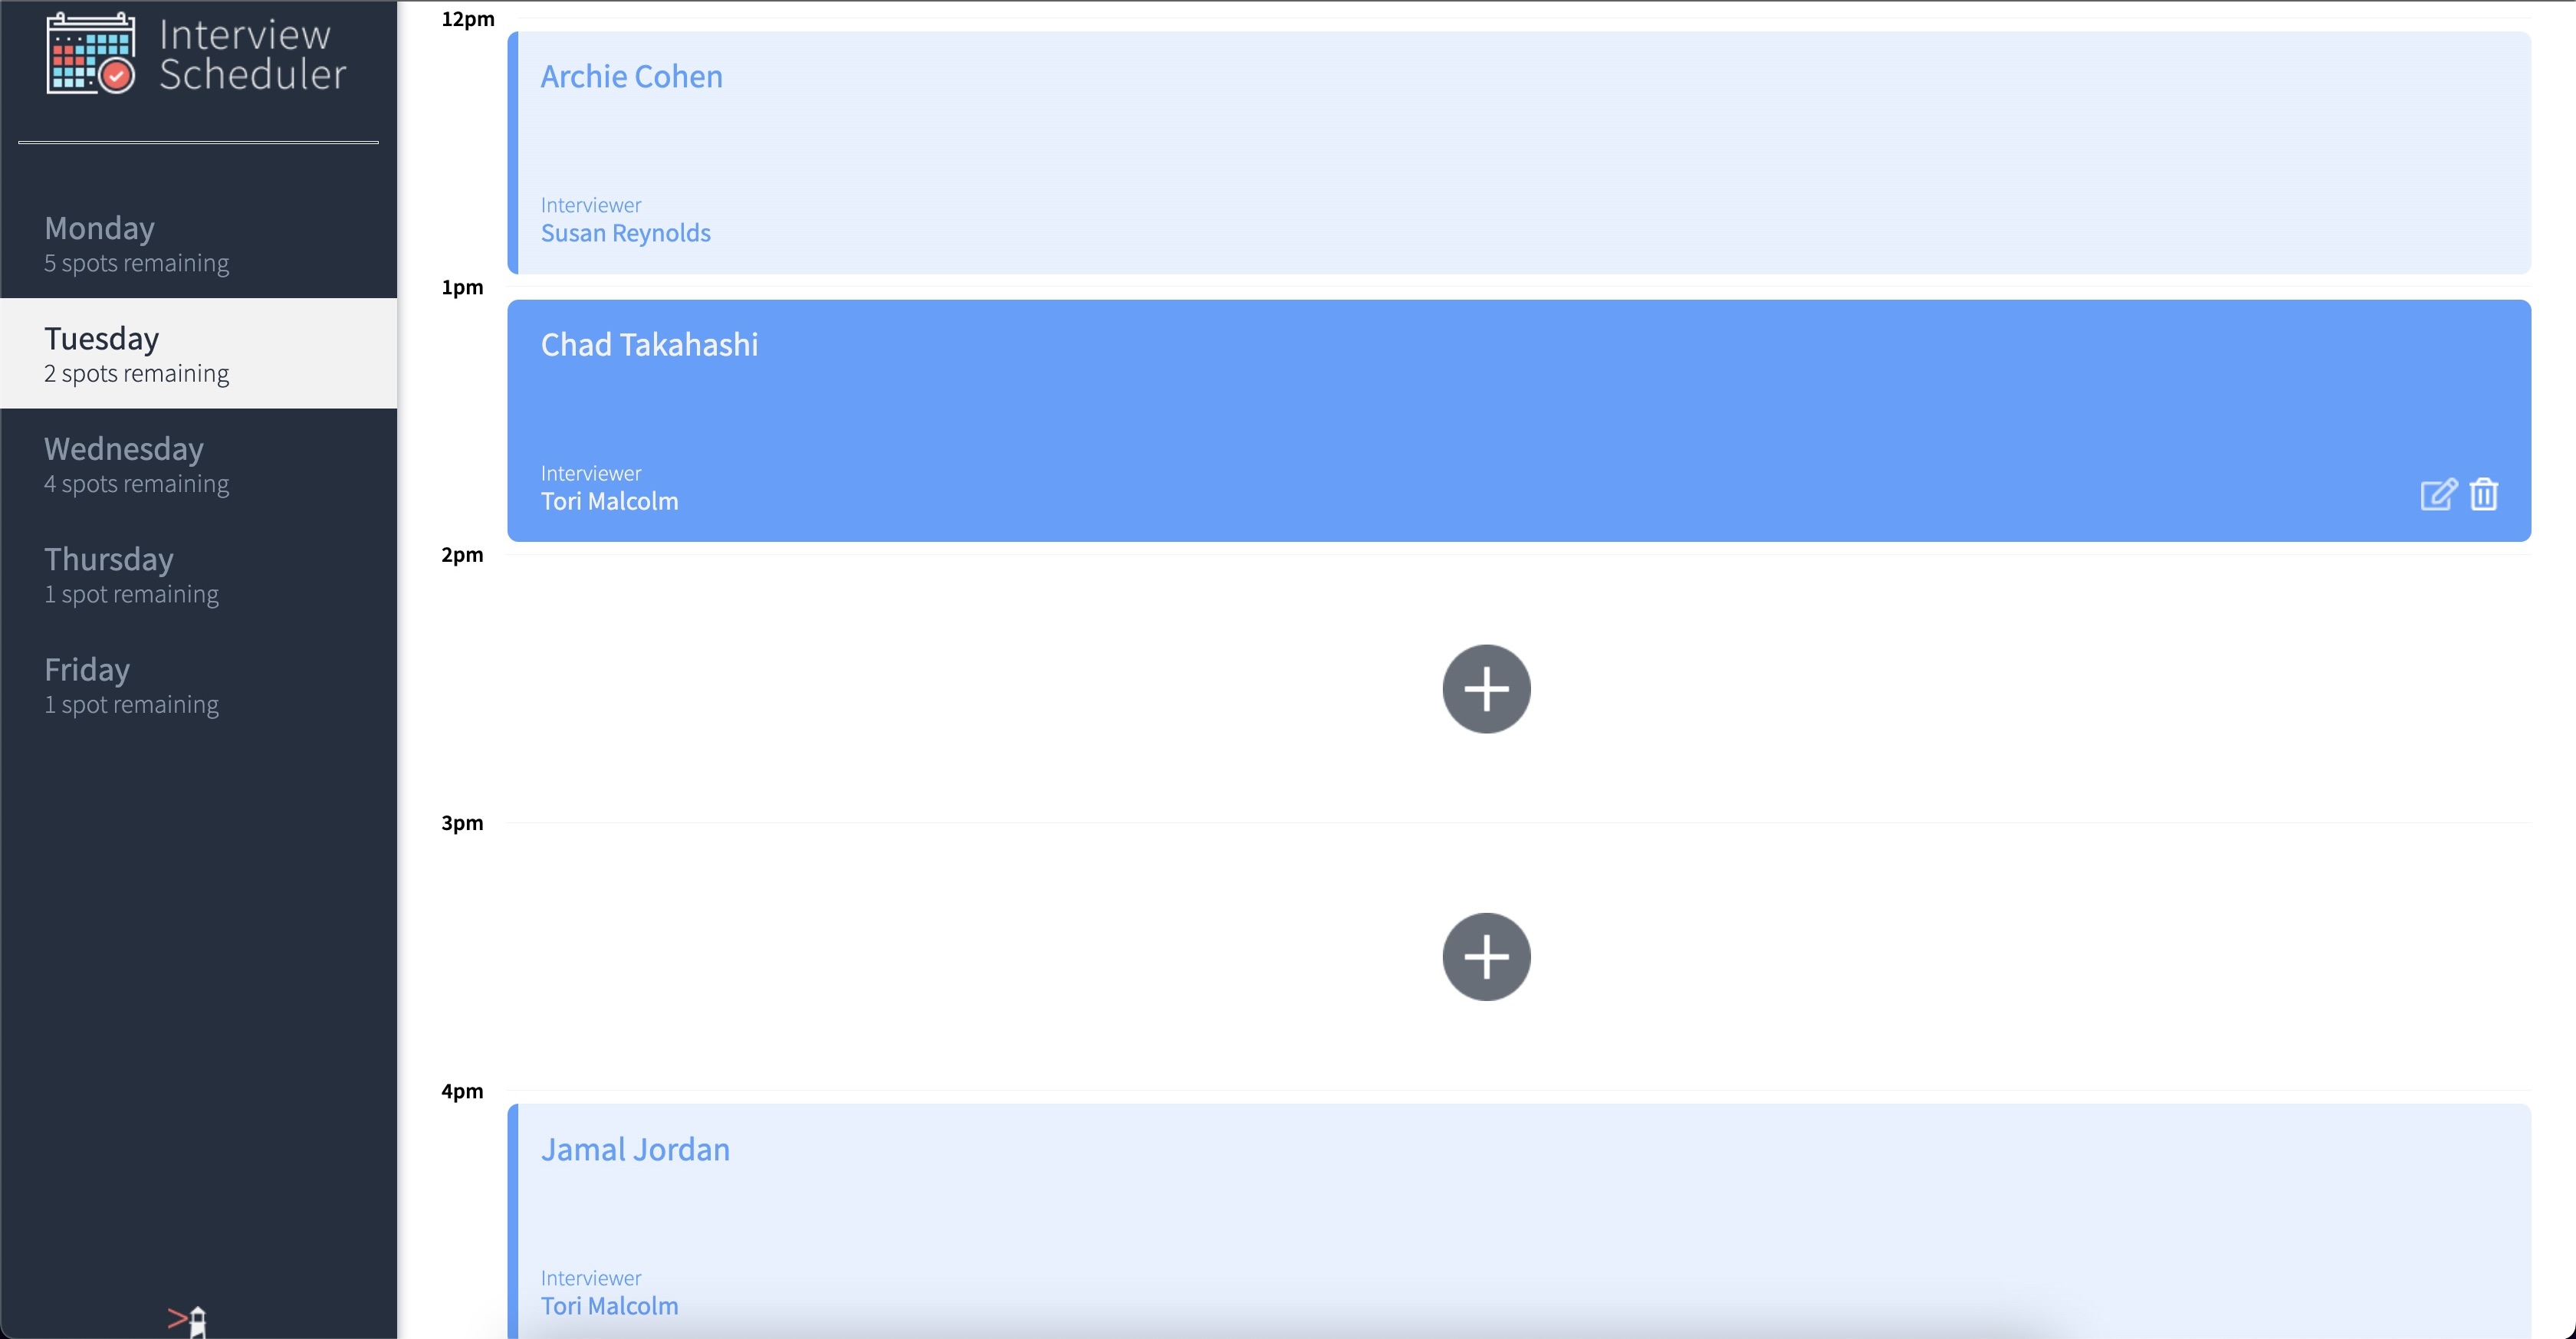 Interview
Scheduler
Monday
5 spots remaining
Tuesday
2 spots remaining
Wednesday
4 spots remaining
Thursday
1 spot remaining
Friday
1 spot remaining
12pm
Archie Cohen
Interviewer
Susan Reynolds
1pm
Chad Takahashi
Interviewer
Tori Malcolm
2pm
3pm
4pm
Jamal Jordan
Interviewer
Tori Malcolm